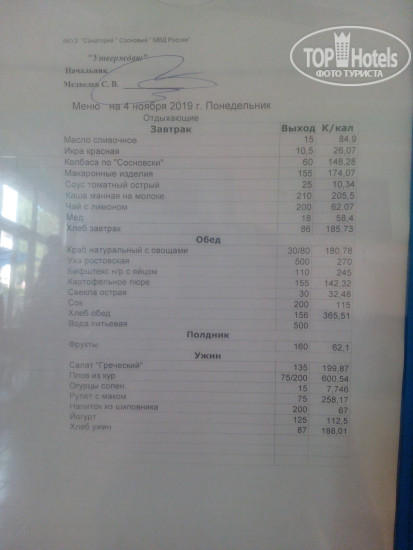 ФКУЗ "Санаторий " Сосновый " МВД России"
TOP Hotels
ФОТО ТУРИСТА
"Утверждаю"
Начальник
Медведев С. В.
Меню на 4 ноября 2019 г. Понедельник
Отдыхающие
Завтрак Выход К/кал
Масло сливочное 15 84,9
Икра красная 10,5 26,07
Колбаса по "Сосновски" 60 148,28
Макаронные изделия 155 174,07
Соус томатный острый 25 10,34
Каша манная на молоке 210 205,5
Чай с лимоном 200 62,07
Мед 18 58,4
Хлеб завтрак 86 185,73
Обед
Краб натуральный с овощами 30/80 180,78
Уха ростовская 500 270
Бифштекс н/р с яйцом 110 245
Картофельное пюре 155 142,32
Свекла острая 30 32,46
Сок 200 115
Хлеб обед 156 365,51
Вода питьевая 500
Полдник
Фрукты 160 62,1
Ужин
Салат "Греческий" 135 199,87
Плов из кур 75/200 600,54
Огурцы солен. 15 7,746
Рулет с маком 75 258,17
Напиток из шиповника 200 67
Йогурт 125 112,5
Хлеб ужин 87 188,01